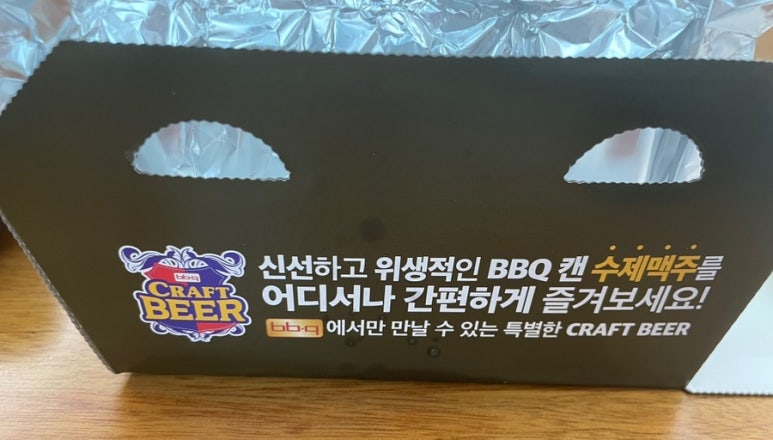 bb·q
CRAFT
BEER
신선하고 위생적인 BBQ 캔 수제맥주를
어디서나 간편하게 즐겨보세요!
bb·q 에서만 만날 수 있는 특별한 CRAFT BEER